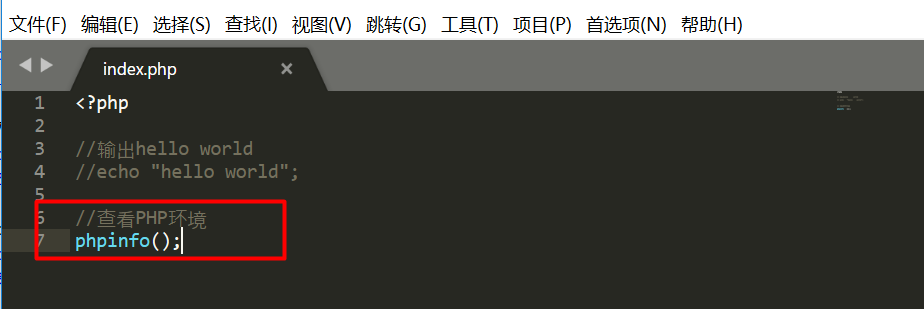 文件(F) 编辑(E) 选择(S) 查找(I) 视图(V) 跳转(G) 工具(T) 项目(P) 首选项(N) 帮助(H)
index.php
1 <?php
2
3 //输出hello world
4 //echo "hello world";
5
6 //查看PHP环境
7 phpinfo();